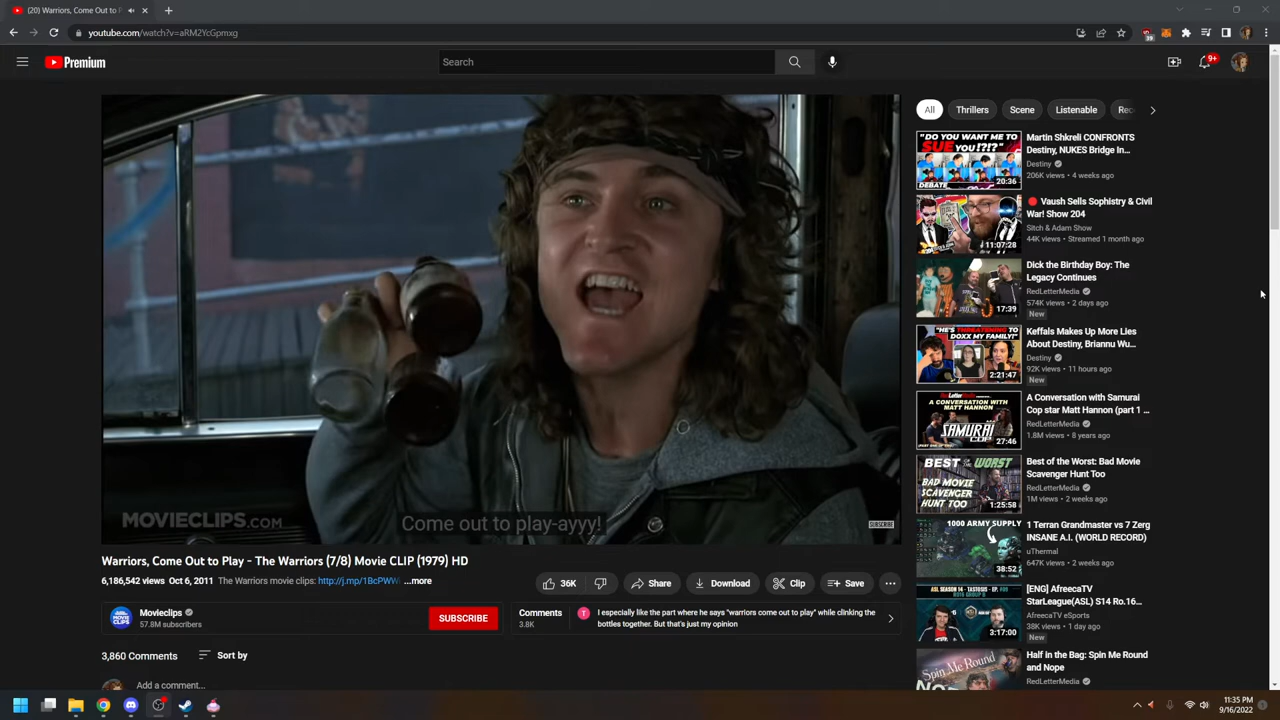 (20) Warriors, Come Out to P
youtube.com/watch?v=aRM2YcGpmxg
39
Premium
Search
9+
All
Thrillers
Scene
Listenable
Rec
"DO YOU WANT ME TO
SUE YOU!?!?"
DEBATE
20:36
Martin Shkreli CONFRONTS
Destiny, NUKES Bridge In...
Destiny
206K views • 4 weeks ago
11:07:28
Vaush Sells Sophistry & Civil
War! Show 204
Sitch & Adam Show
44K views • Streamed 1 month ago
17:39
Dick the Birthday Boy: The
Legacy Continues
RedLetterMedia
574K views • 2 days ago
New
"HE'S THREATENING TO
DOXX MY FAMILY!"
2:21:47
Keffals Makes Up More Lies
About Destiny, Briannu Wu...
Destiny
92K views • 11 hours ago
New
A CONVERSATION WITH
MATT HANNON
SAMURAI
COP
27:46
A Conversation with Samurai
Cop star Matt Hannon (part 1 ...
RedLetterMedia
1.8M views • 8 years ago
BEST OF THE WORST
BAD MOVIE
SCAVENGER
HUNT TOO
1:25:58
Best of the Worst: Bad Movie
Scavenger Hunt Too
RedLetterMedia
1M views • 2 weeks ago
1000 ARMY SUPPLY
38:52
1 Terran Grandmaster vs 7 Zerg
INSANE A.I. (WORLD RECORD)
uThermal
647K views • 2 weeks ago
3:17:00
[ENG] AfreecaTV
StarLeague(ASL) S14 Ro.16...
AfreecaTV eSports
38K views • 1 day ago
New
Spin Me Round
Half in the Bag: Spin Me Round
and Nope
RedLetterMedia
MOVIECLIPS.COM
Come out to play-ayyy!
Warriors, Come Out to Play - The Warriors (7/8) Movie CLIP (1979) HD
6,186,542 views Oct 6, 2011 The Warriors movie clips: http://j.mp/1BcPWW ...more
36K
Share
Download
Clip
Save
Movieclips
57.8M subscribers
SUBSCRIBE
Comments
3.8K
I especially like the part where he says "warriors come out to play" while clinking the
bottles together. But that's just my opinion
3,860 Comments
Sort by
Add a comment...
11:35 PM
9/16/2022